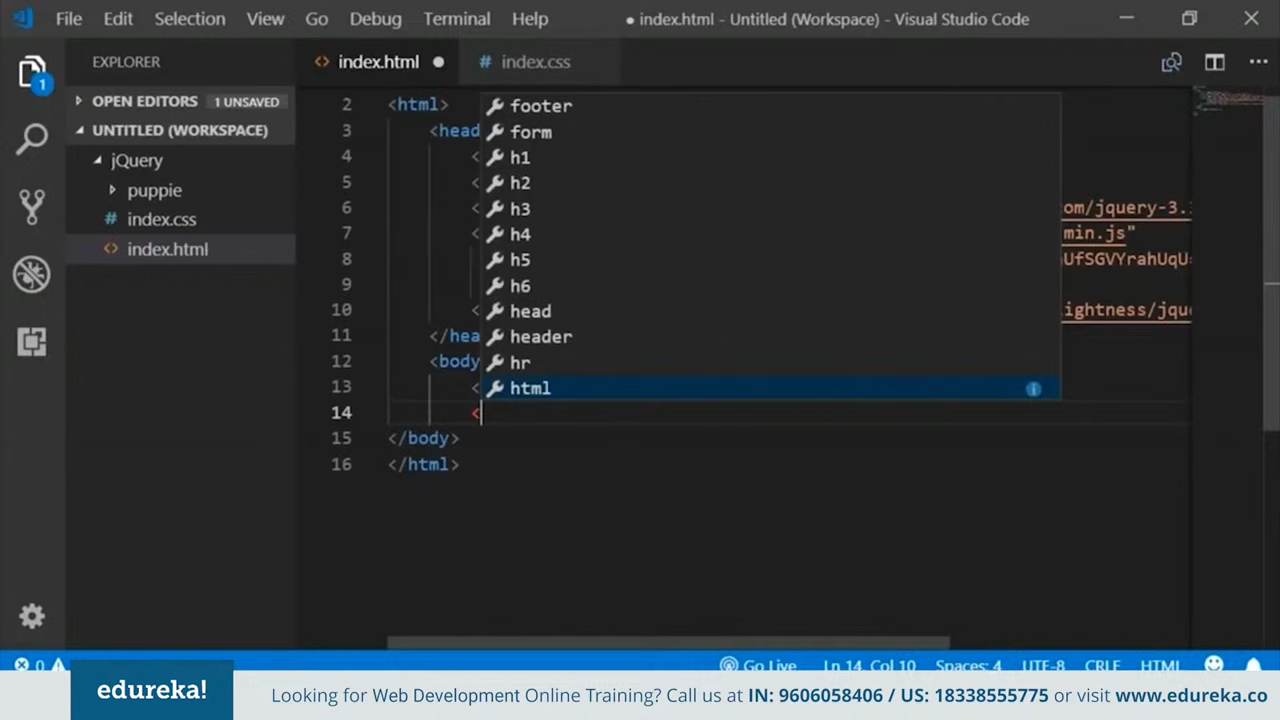 File Edit Selection View Go Debug Terminal Help ● index.html - Untitled (Workspace) - Visual Studio Code
EXPLORER
index.html
# index.css
1
OPEN EDITORS 1 UNSAVED
UNTITLED (WORKSPACE)
jQuery
puppie
# index.css
<> index.html
2 <html>
3 <head
4 <
5 <
6 < om/jquery-3.
7 < min.js"
8 UfSGVYrahUqU
9
10 < ightness/jqu
11 </hea
12 <body
13 <
14 <
15 </body>
16 </html>
footer
form
h1
h2
h3
h4
h5
h6
head
header
hr
html
0 Go Live Ln 14, Col 10 Spaces: 4 UTF-8 CRLF HTML
edureka!
Looking for Web Development Online Training? Call us at IN: 9606058406 / US: 18338555775 or visit www.edureka.co